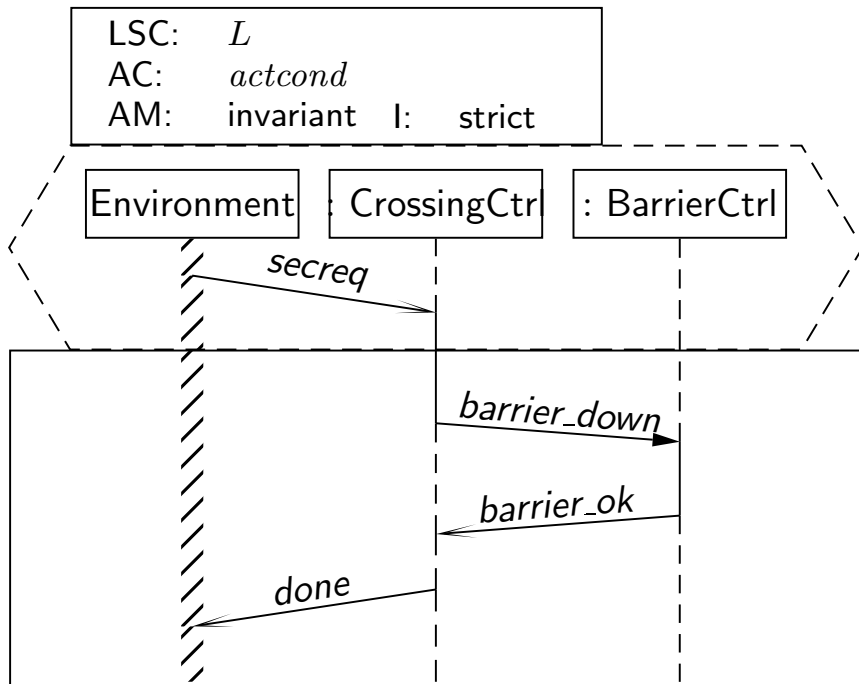 LSC: L
AC: actcond
AM: invariant I: strict
Environment : CrossingCtrl : BarrierCtrl
secreq
barrier_down
barrier_ok
done